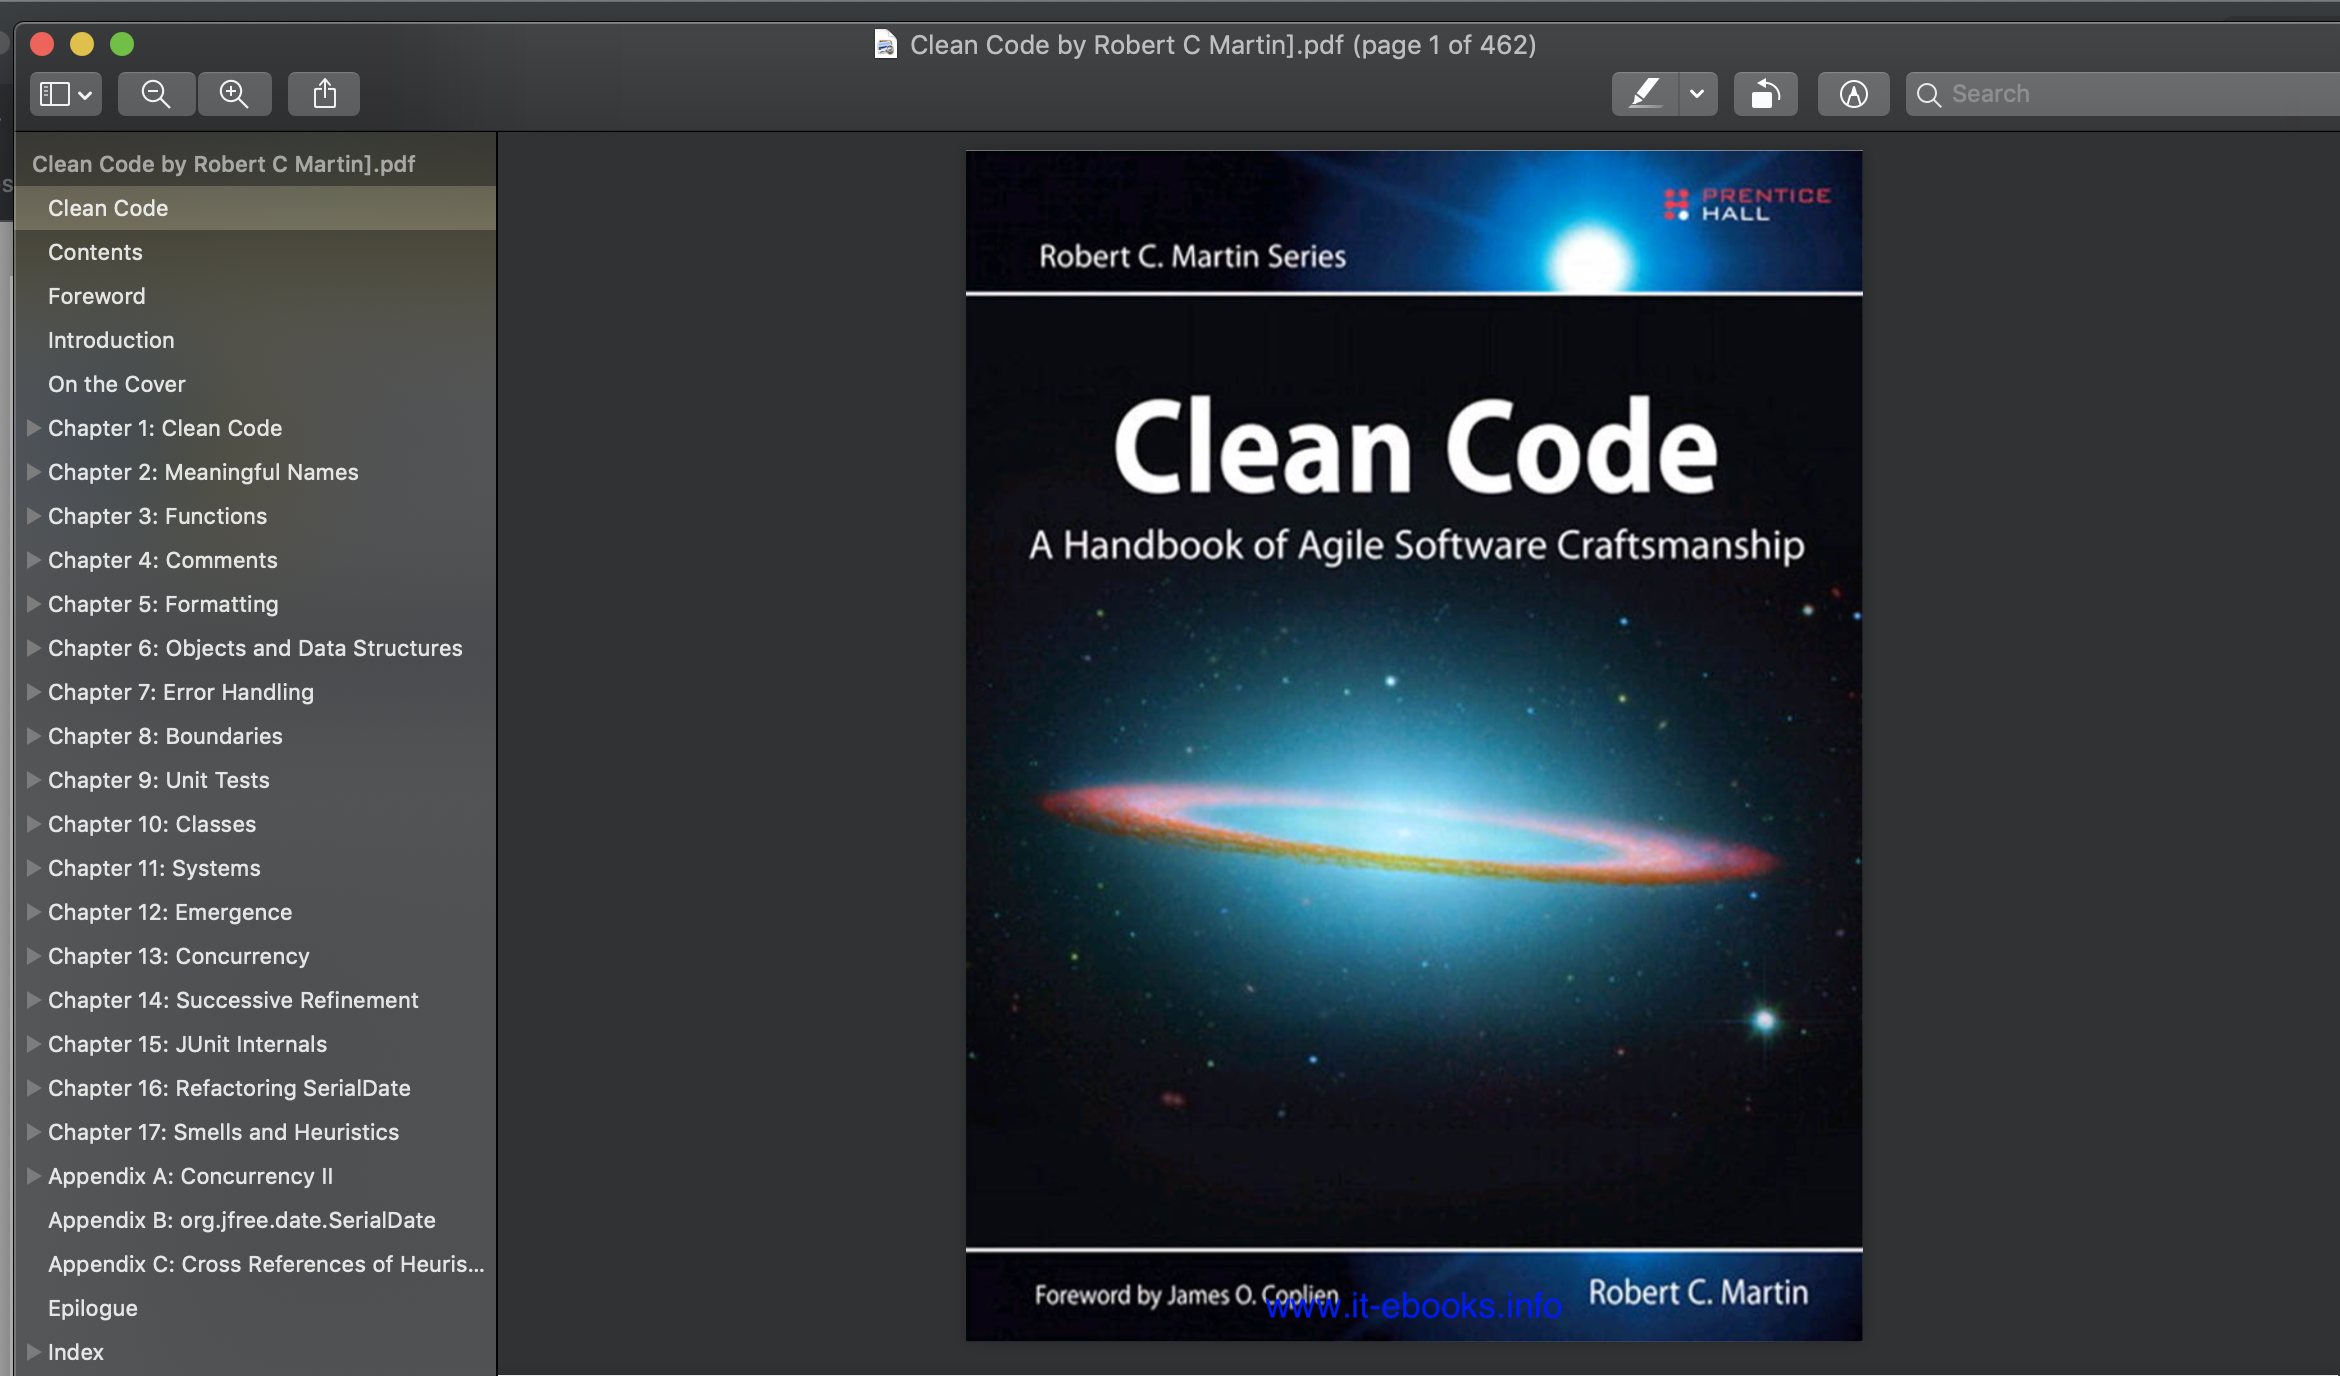 Clean Code by Robert C Martin].pdf (page 1 of 462)
Search
Clean Code by Robert C Martin].pdf
Clean Code
Contents
Foreword
Introduction
On the Cover
Chapter 1: Clean Code
Chapter 2: Meaningful Names
Chapter 3: Functions
Chapter 4: Comments
Chapter 5: Formatting
Chapter 6: Objects and Data Structures
Chapter 7: Error Handling
Chapter 8: Boundaries
Chapter 9: Unit Tests
Chapter 10: Classes
Chapter 11: Systems
Chapter 12: Emergence
Chapter 13: Concurrency
Chapter 14: Successive Refinement
Chapter 15: JUnit Internals
Chapter 16: Refactoring SerialDate
Chapter 17: Smells and Heuristics
Appendix A: Concurrency II
Appendix B: org.jfree.date.SerialDate
Appendix C: Cross References of Heuris...
Epilogue
Index
PRENTICE
HALL
Robert C. Martin Series
Clean Code
A Handbook of Agile Software Craftsmanship
Foreword by James O. Coplien
www.it-ebooks.info
Robert C. Martin